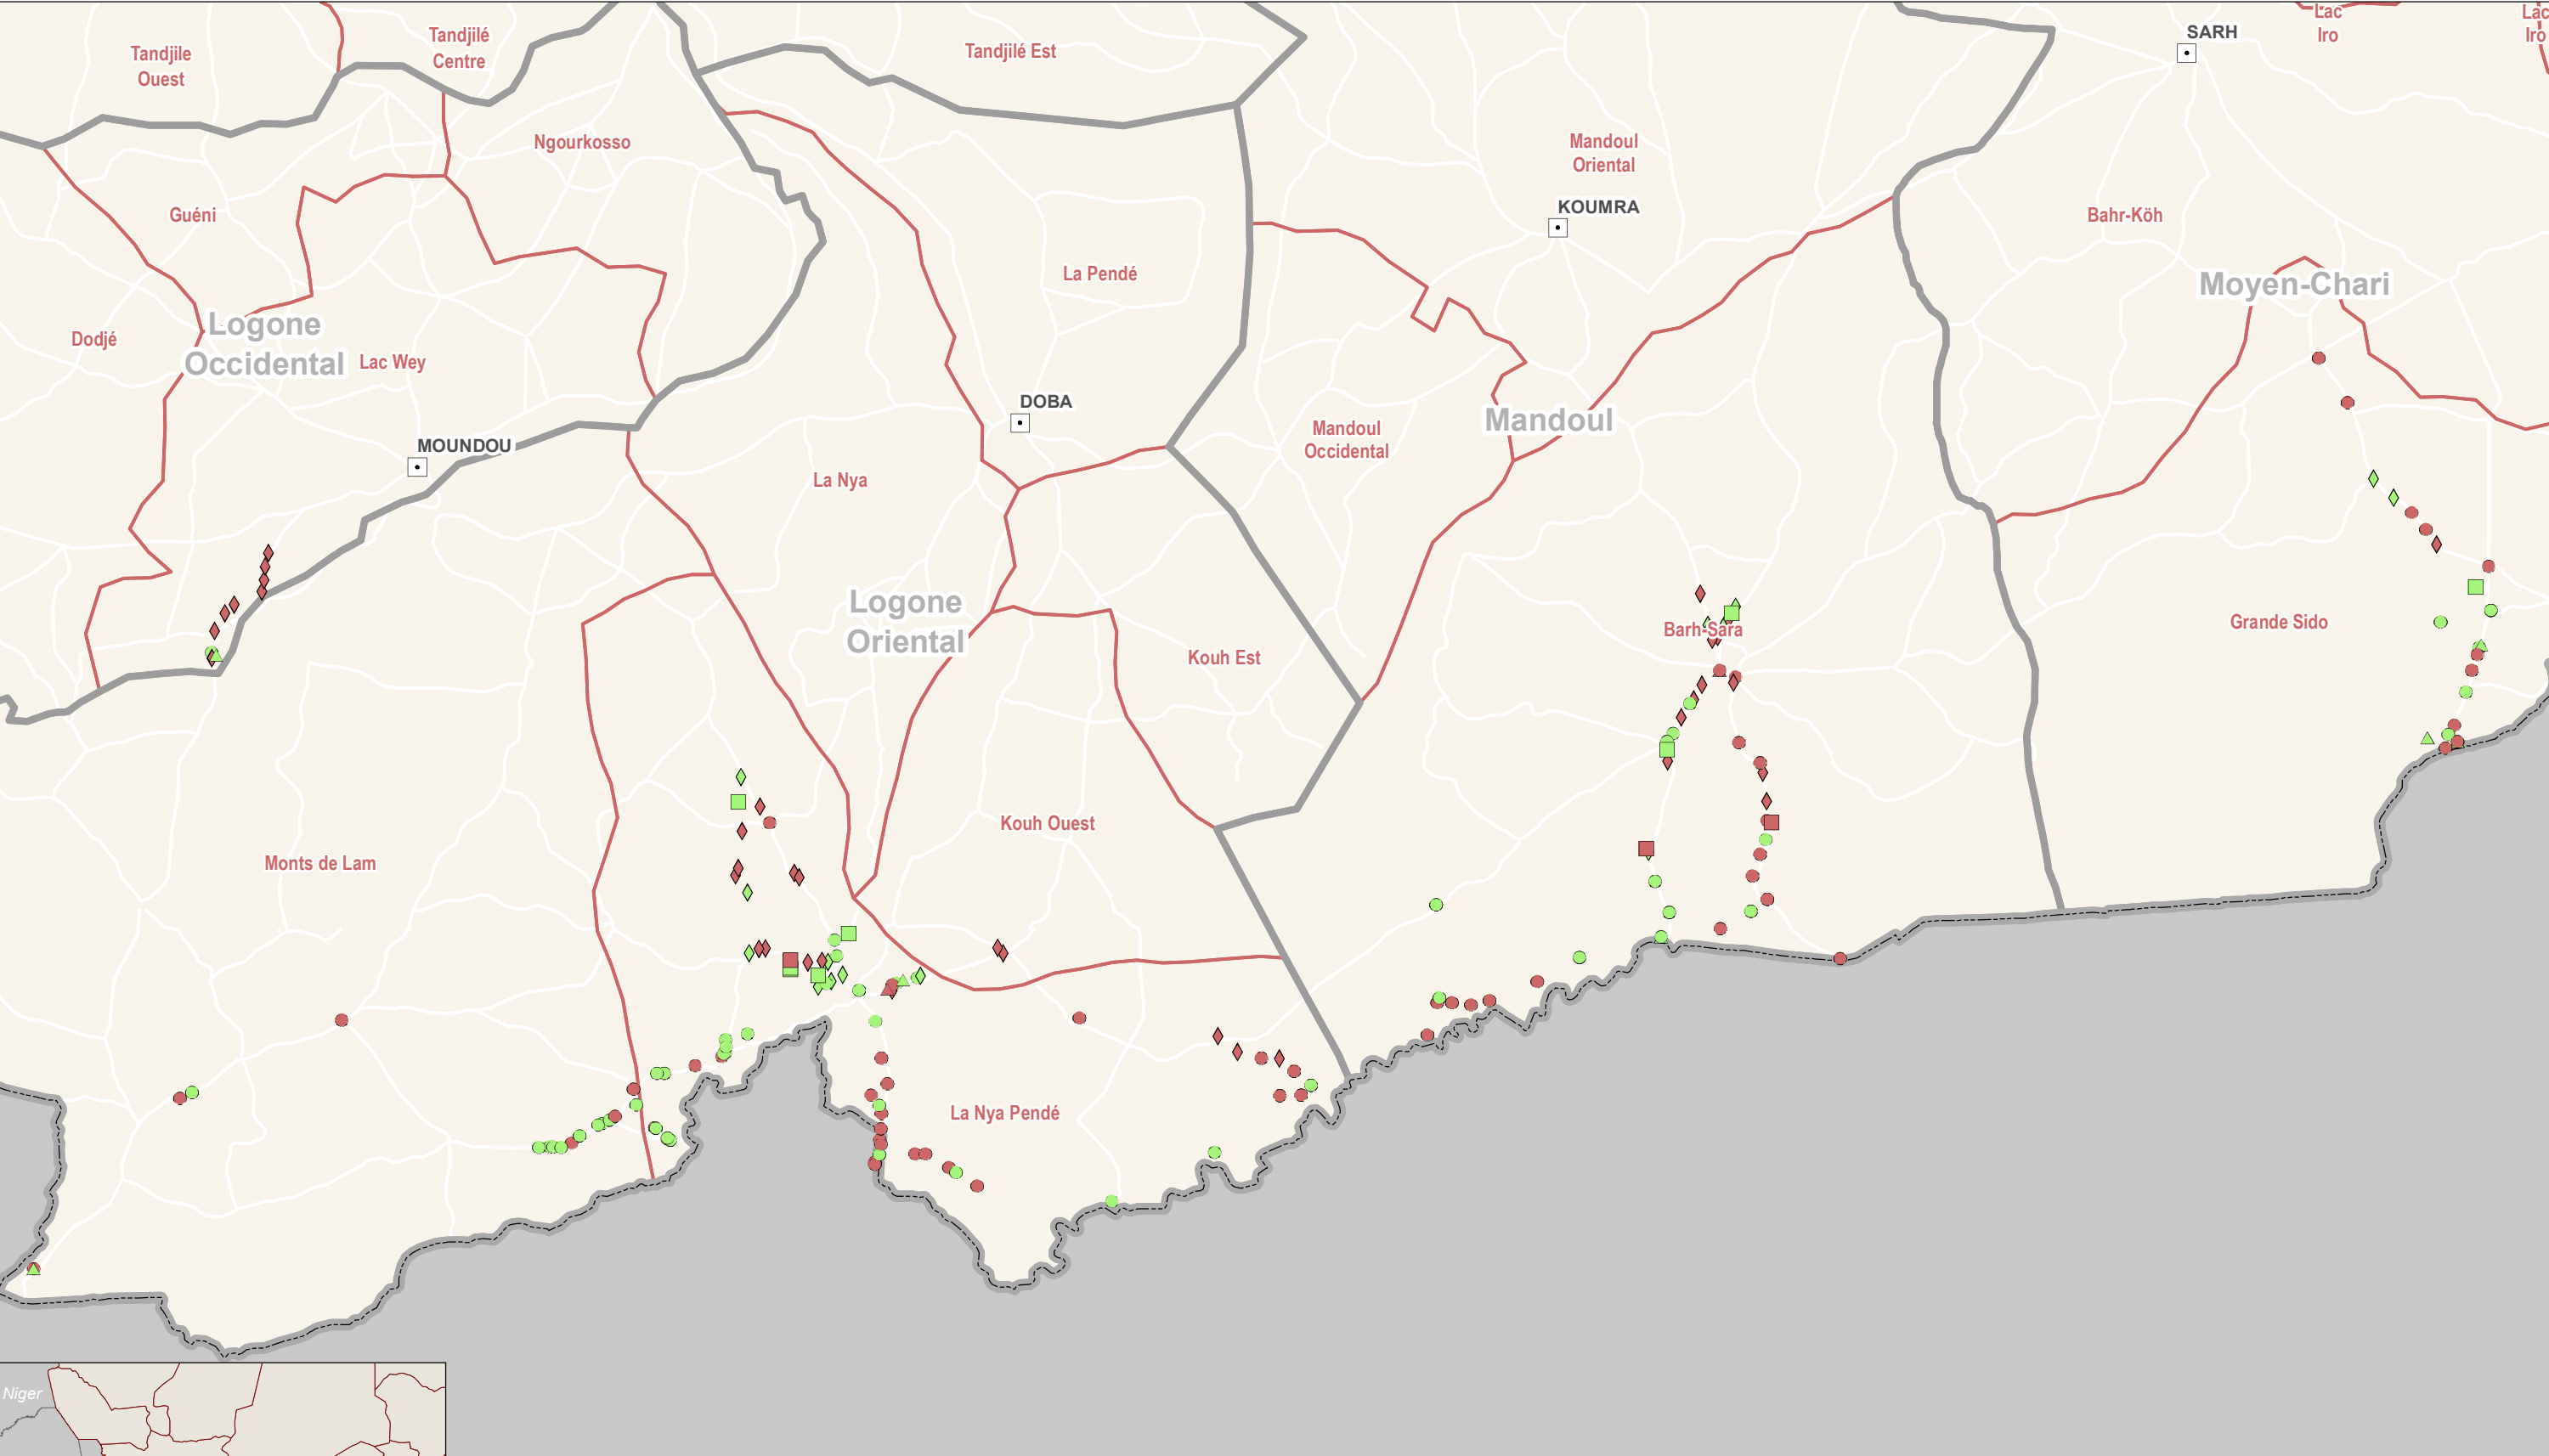 Tandjile
Ouest
Tandjilé
Centre
Tandjilé Est
Lac
Iro
Lac
Iro
SARH
Ngourkosso
Mandoul
Oriental
KOUMRA
Guéni
Bahr-Köh
La Pendé
Moyen-Chari
Logone
Occidental
Dodjé
Lac Wey
DOBA
Mandoul
Mandoul
Occidental
MOUNDOU
La Nya
Logone
Oriental
Barh-Sara
Grande Sido
Kouh Est
Kouh Ouest
Monts de Lam
La Nya Pendé
Niger